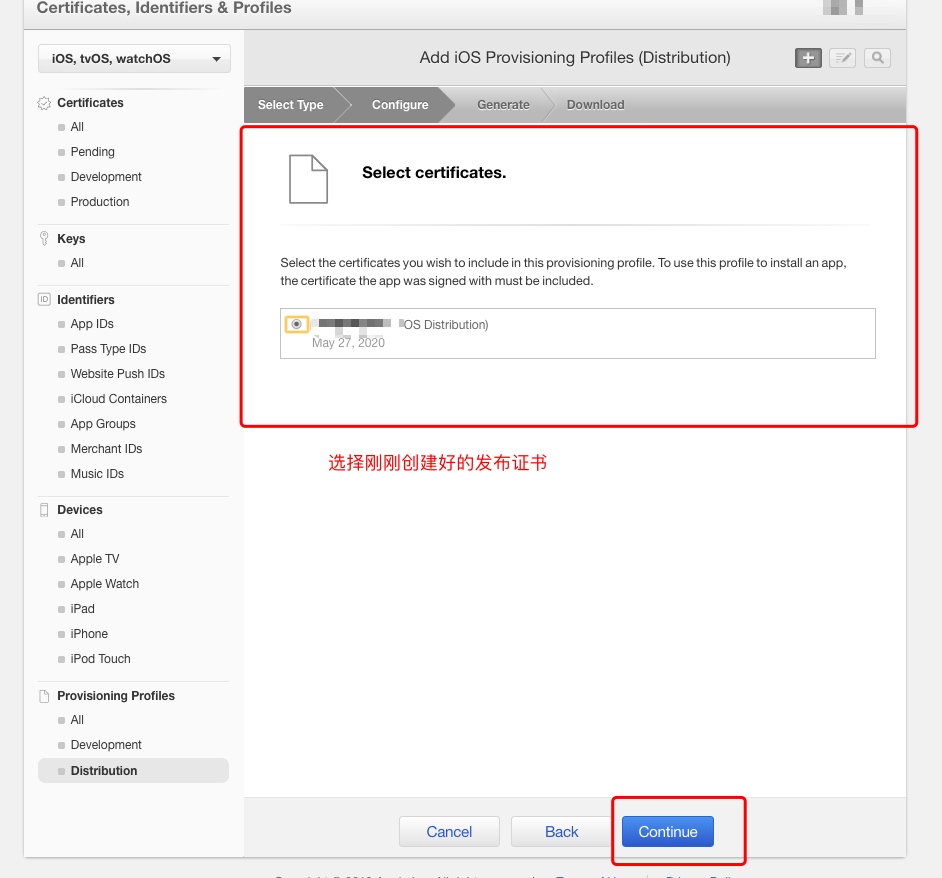 Certificates, Identifiers & Profiles
iOS, tvOS, watchOS
Add iOS Provisioning Profiles (Distribution)
Select Type
Configure
Generate
Download
Certificates
All
Pending
Development
Production
Keys
All
ID
Identifiers
App IDs
Pass Type IDs
Website Push IDs
iCloud Containers
App Groups
Merchant IDs
Music IDs
Devices
All
Apple TV
Apple Watch
iPad
iPhone
iPod Touch
Provisioning Profiles
All
Development
Distribution
Select certificates.
Select the certificates you wish to include in this provisioning profile. To use this profile to install an app,
the certificate the app was signed with must be included.
OS Distribution)
May 27, 2020
选择刚刚创建好的发布证书
Cancel
Back
Continue